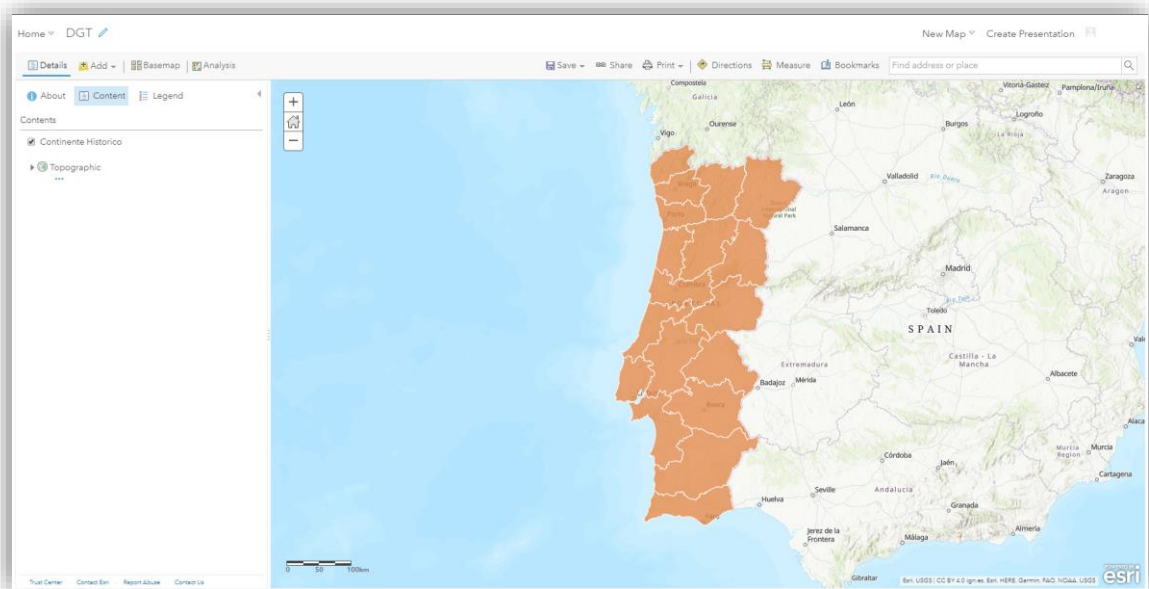 Home DGT New Map Create Presentation
Details Add Basemap Analysis Save Share Print Directions Measure Bookmarks Find address or place
About Content Legend
Contents
Continente Historico
Topographic
Compostela
Galicia
Vitoria-Gasteiz
Pamplona/Iruña
León
Logroño
Burgos
La Rioja
Ourense
Vigo
Braga
Valladolid
Zaragoza
Aragon
Porto
Salamanca
Madrid
Toledo
SPAIN
Castilla - La
Mancha
Extremadura
Albacete
Badajoz
Mérida
Alaca
Murcia
Region
Murcia
Cartagena
Córdoba
Jaén
Andalucia
Seville
Huelva
Faro
Granada
Jerez de la
Frontera
Málaga
Almería
Gibraltar
0 50 100km
Trust Center Contact Esri Report Abuse Contact Us
Esri, USGS | CC BY 4.0 ign.es, Esri, HERE, Garmin, FAO, NOAA, USGS
esri